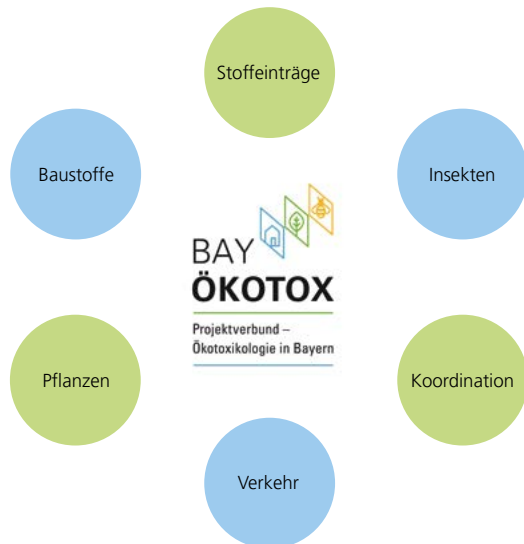 Stoffeinträge
Baustoffe
Insekten
BAY
ÖKOTOX
Projektverbund –
Ökotoxikologie in Bayern
Pflanzen
Koordination
Verkehr